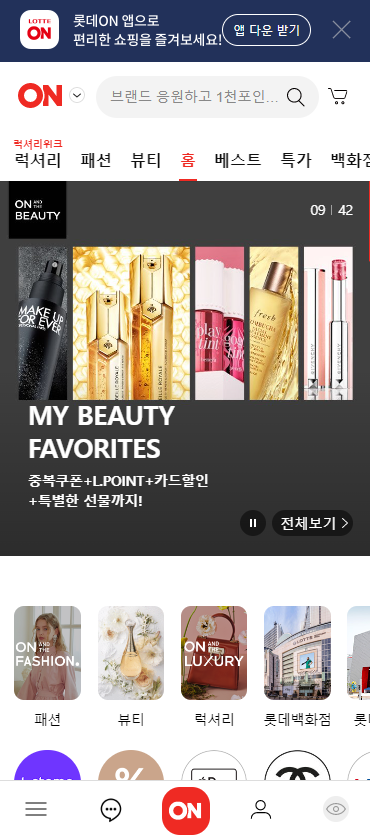 LOTTE
ON
롯데ON 앱으로
편리한 쇼핑을 즐겨보세요!
앱 다운 받기
ON
브랜드 응원하고 1천포인...
럭셔리위크
럭셔리
패션
뷰티
홈
베스트
특가
백화점
ON AND THE
BEAUTY
09 | 42
MAKE UP
FOR EVER
play
tint
gogo
tint
fresh
GIVENCHY
MY BEAUTY
FAVORITES
중복쿠폰+L.POINT+카드할인
+특별한 선물까지!
전체보기
ON AND THE
FASHION.
ON AND THE
LUXURY
패션
뷰티
럭셔리
롯데백화점
%
ON